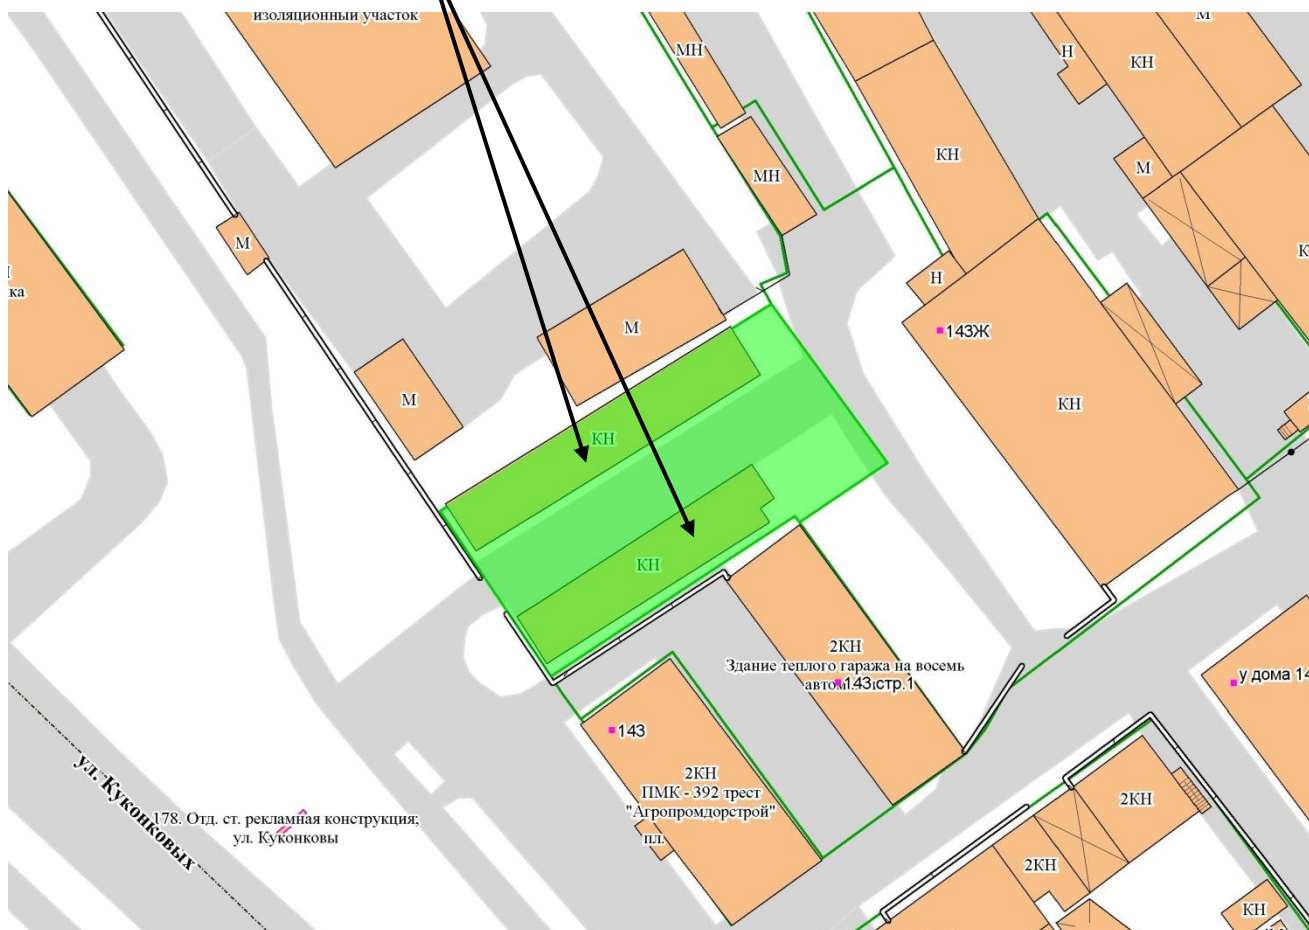 изоляционный участок
М
МН
Н
КН
КН
МН
М
М
ка
Н
143Ж
М
М
КН
КН
КН
2КН
Здание теплого гаража на восемь
143 стр.1
у дома 14
143
2КН
ПМК - 392 трест
"Агропромдорстрой"
пл.
ул. Куконковых
178. Отд. ст. рекламная конструкция;
ул. Куконковы
2КН
2КН
КН